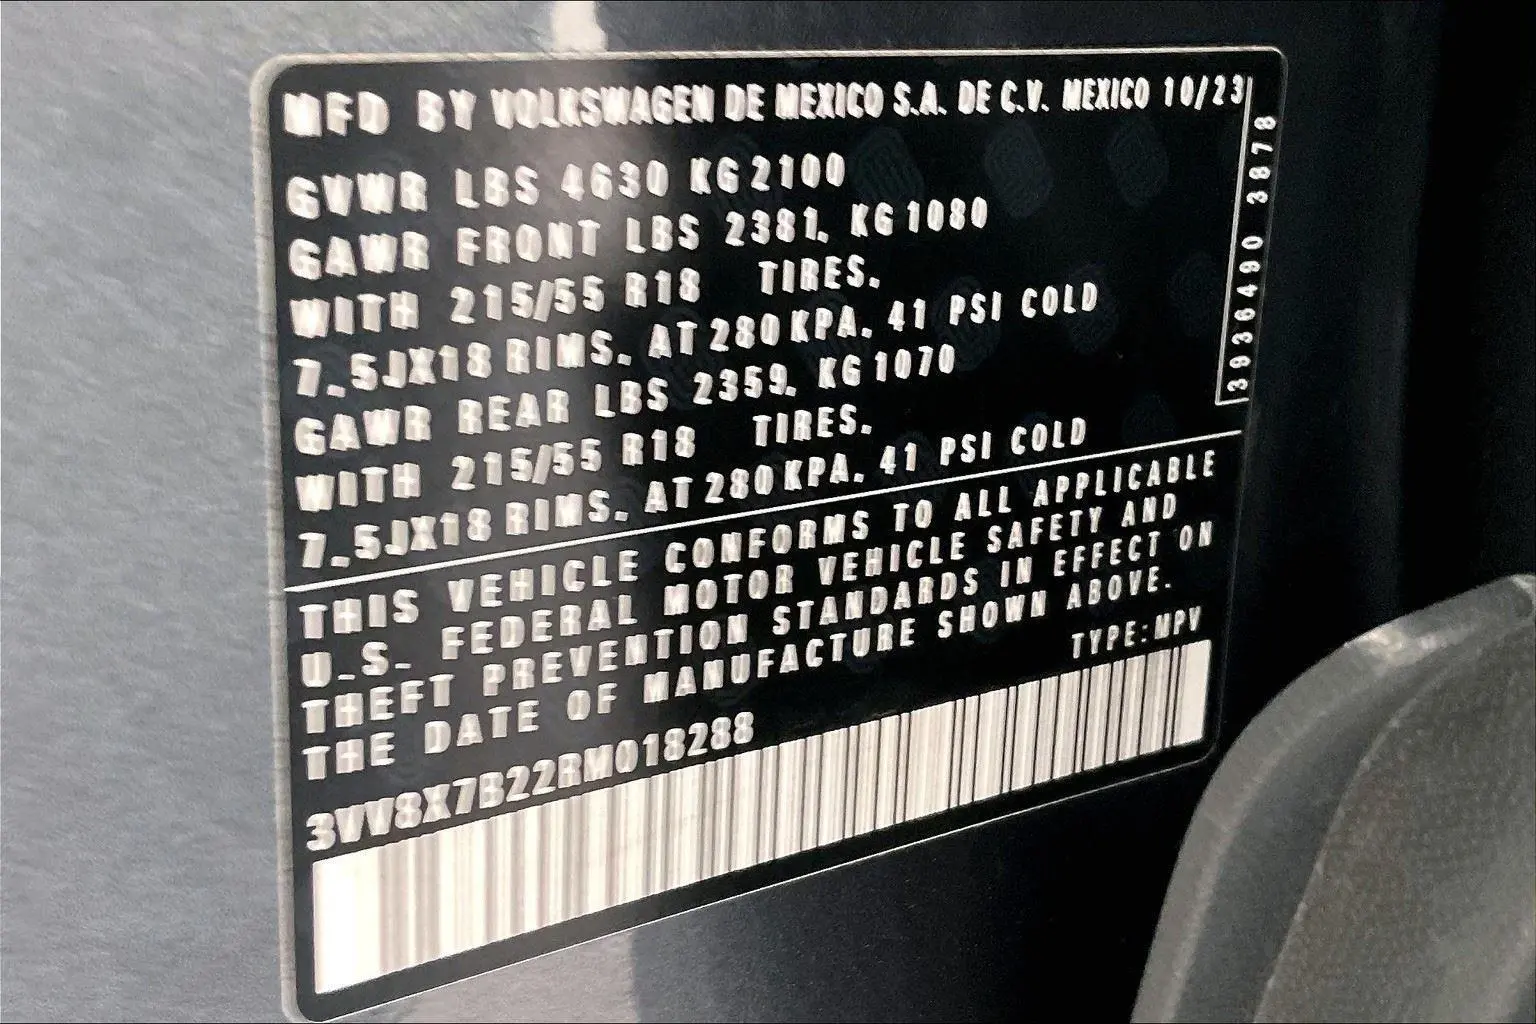 MFD BY VOLKSWAGEN DE MEXICO S.A. DE C.V. MEXICO 10/23
GVWR LBS 4630 KG 2100
GAWR FRONT LBS 2381. KG 1080
WITH 215/55 R18 TIRES.
7.5JX18 RIMS. AT 280 KPA. 41 PSI COLD
GAWR REAR LBS 2359. KG 1070
WITH 215/55 R18 TIRES.
7.5JX18 RIMS. AT 280 KPA. 41 PSI COLD
3936490 3878
THIS VEHICLE CONFORMS TO ALL APPLICABLE
U.S. FEDERAL MOTOR VEHICLE SAFETY AND
THEFT PREVENTION STANDARDS IN EFFECT ON
THE DATE OF MANUFACTURE SHOWN ABOVE.
TYPE:MPV
3VV8X7B22RM018288